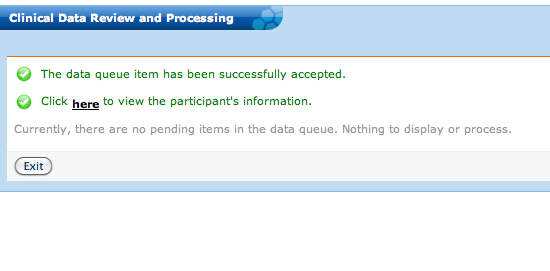 Clinical Data Review and Processing
The data queue item has been successfully accepted.
Click here to view the participant's information.
Currently, there are no pending items in the data queue. Nothing to display or process.
Exit